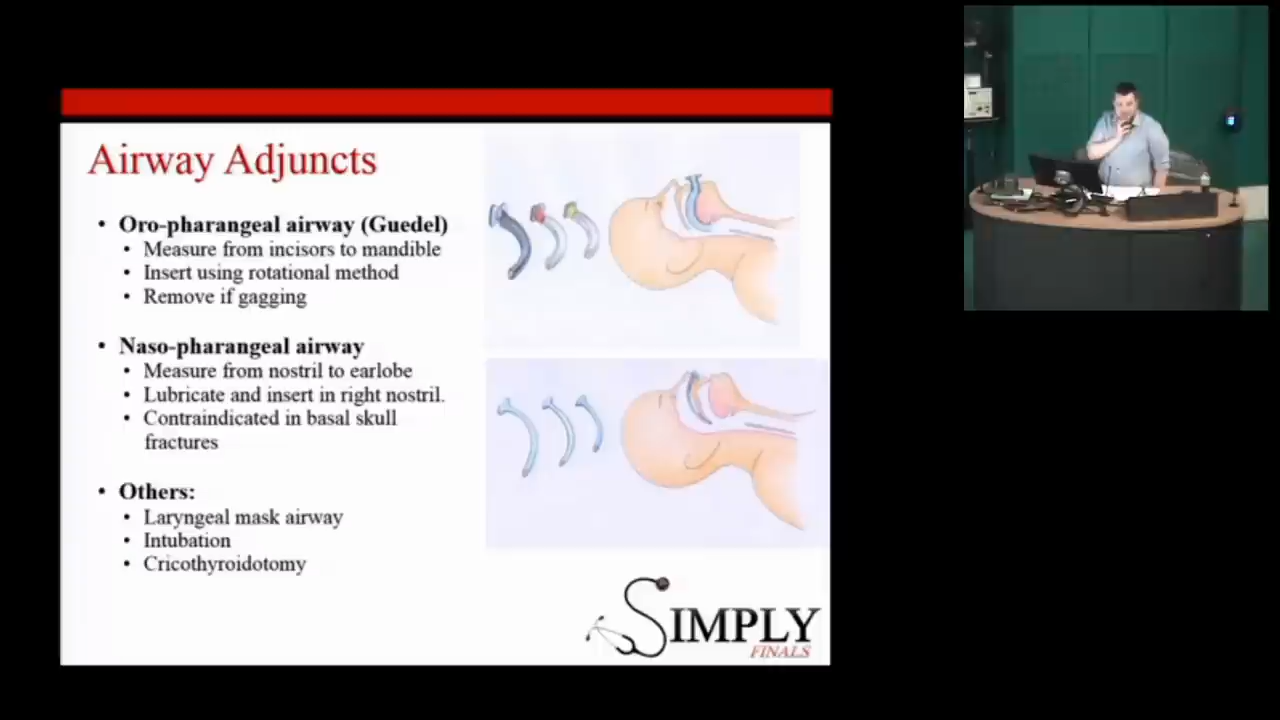 Airway Adjuncts
• Oro-pharangeal airway (Guedel)
• Measure from incisors to mandible
• Insert using rotational method
• Remove if gagging
• Naso-pharangeal airway
• Measure from nostril to earlobe
• Lubricate and insert in right nostril.
• Contraindicated in basal skull
fractures
• Others:
• Laryngeal mask airway
• Intubation
• Cricothyroidotomy
SIMPLY
FINALS